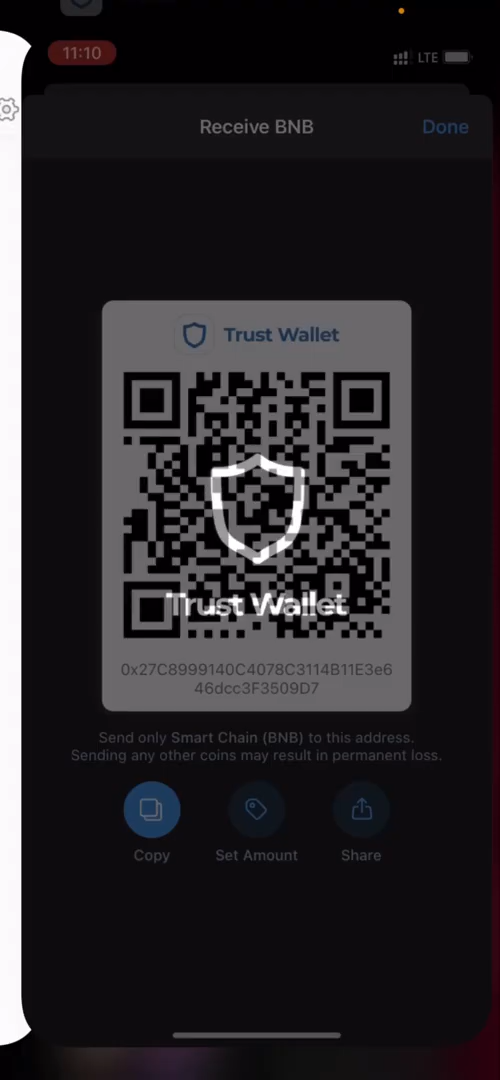 11:10
LTE
Receive BNB
Done
Trust Wallet
Trust Wallet
0x27C8999140C4078C3114B11E3e6
46dcc3F3509D7
Send only Smart Chain (BNB) to this address.
Sending any other coins may result in permanent loss.
Copy
Set Amount
Share